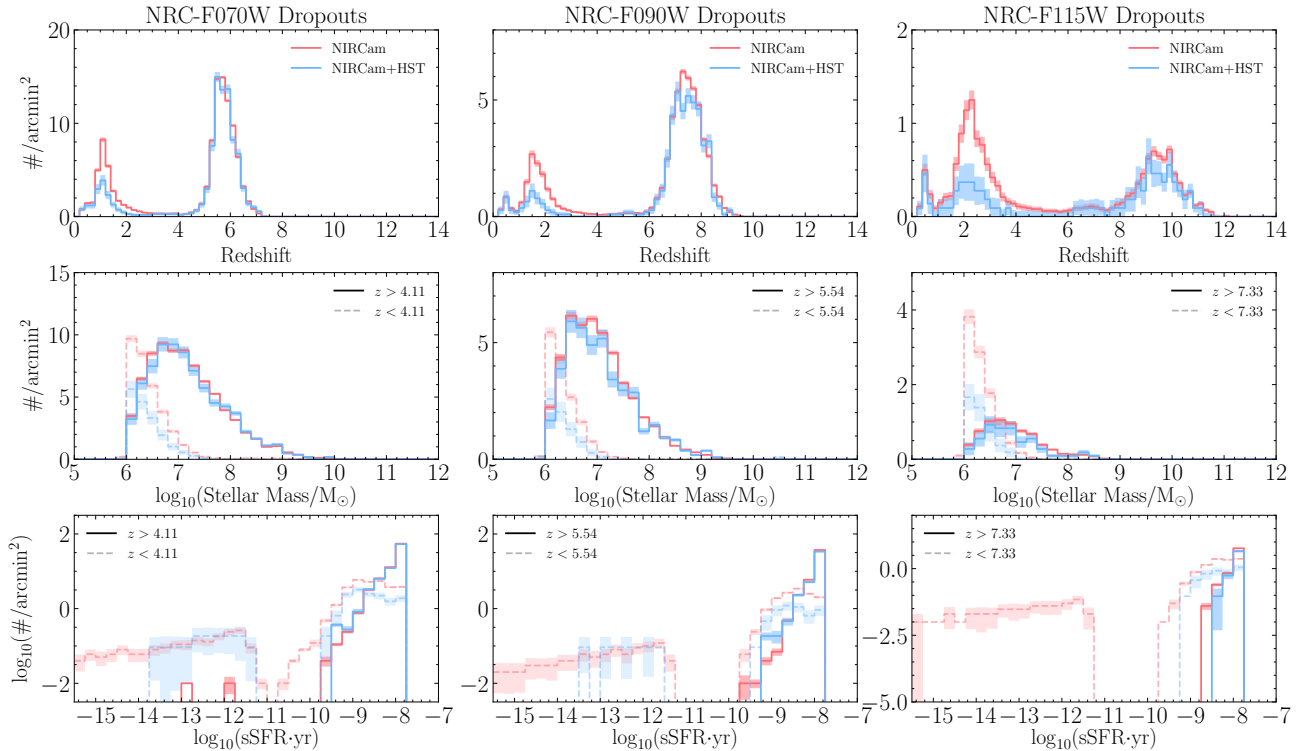 NRC-F070W Dropouts NRC-F090W Dropouts NRC-F115W Dropouts
#/arcmin²
20
15
10
5
0
NIRCam
NIRCam+HST
0 2 4 6 8 10 12 14
5
0
NIRCam
NIRCam+HST
0 2 4 6 8 10 12 14
Redshift
2
1
0
NIRCam
NIRCam+HST
0 2 4 6 8 10 12 14
Redshift
Redshift
#/arcmin²
15
10
5
0
z > 4.11
z < 4.11
5 6 7 8 9 10 11 12
log₁₀(Stellar Mass/M⊙)
5
0
z > 5.54
z < 5.54
5 6 7 8 9 10 11 12
log₁₀(Stellar Mass/M⊙)
4
2
0
z > 7.33
z < 7.33
5 6 7 8 9 10 11 12
log₁₀(Stellar Mass/M⊙)
log₁₀(#/arcmin²)
2
0
−2
z > 4.11
z < 4.11
−15 −14 −13 −12 −11 −10 −9 −8 −7
log₁₀(sSFR·yr)
2
0
−2
z > 5.54
z < 5.54
−15 −14 −13 −12 −11 −10 −9 −8 −7
log₁₀(sSFR·yr)
0.0
−2.5
−5.0
z > 7.33
z < 7.33
−15 −14 −13 −12 −11 −10 −9 −8 −7
log₁₀(sSFR·yr)